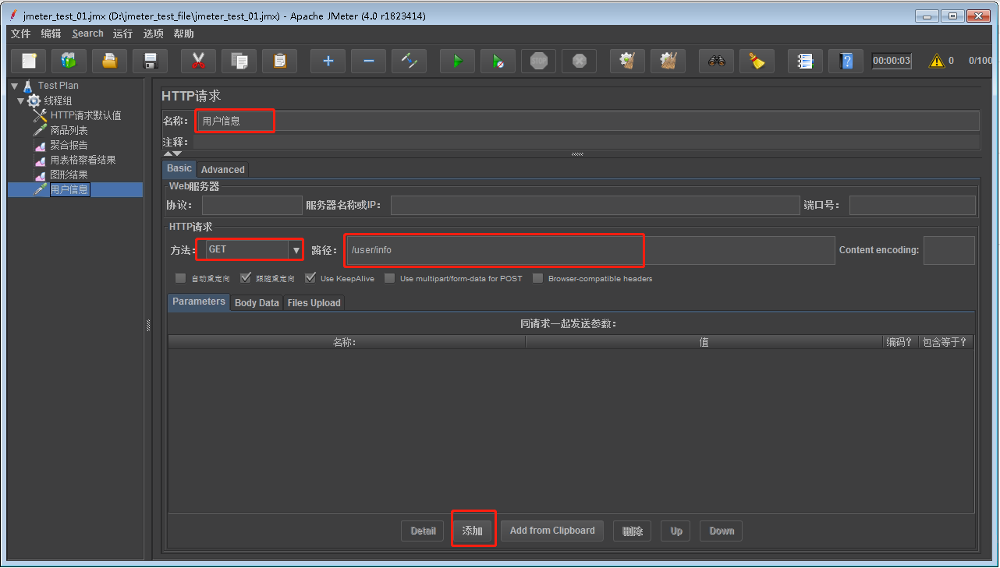 jmeter_test_01.jmx (D:\jmeter_test_file\jmeter_test_01.jmx) - Apache JMeter (4.0 r1823414)
文件 编辑 Search 运行 选项 帮助
STOP 00:00:03 0 0/100
Test Plan
线程组
HTTP请求默认值
商品列表
聚合报告
用表格察看结果
图形结果
用户信息
HTTP请求
名称： 用户信息
注释：
Basic Advanced
Web服务器
协议： 服务器名称或IP： 端口号：
HTTP请求
方法： GET 路径： /user/info Content encoding:
自动重定向 跟随重定向 Use KeepAlive Use multipart/form-data for POST Browser-compatible headers
Parameters Body Data Files Upload
同请求一起发送参数：
名称： 值 编码？ 包含等于？
Detail 添加 Add from Clipboard 删除 Up Down